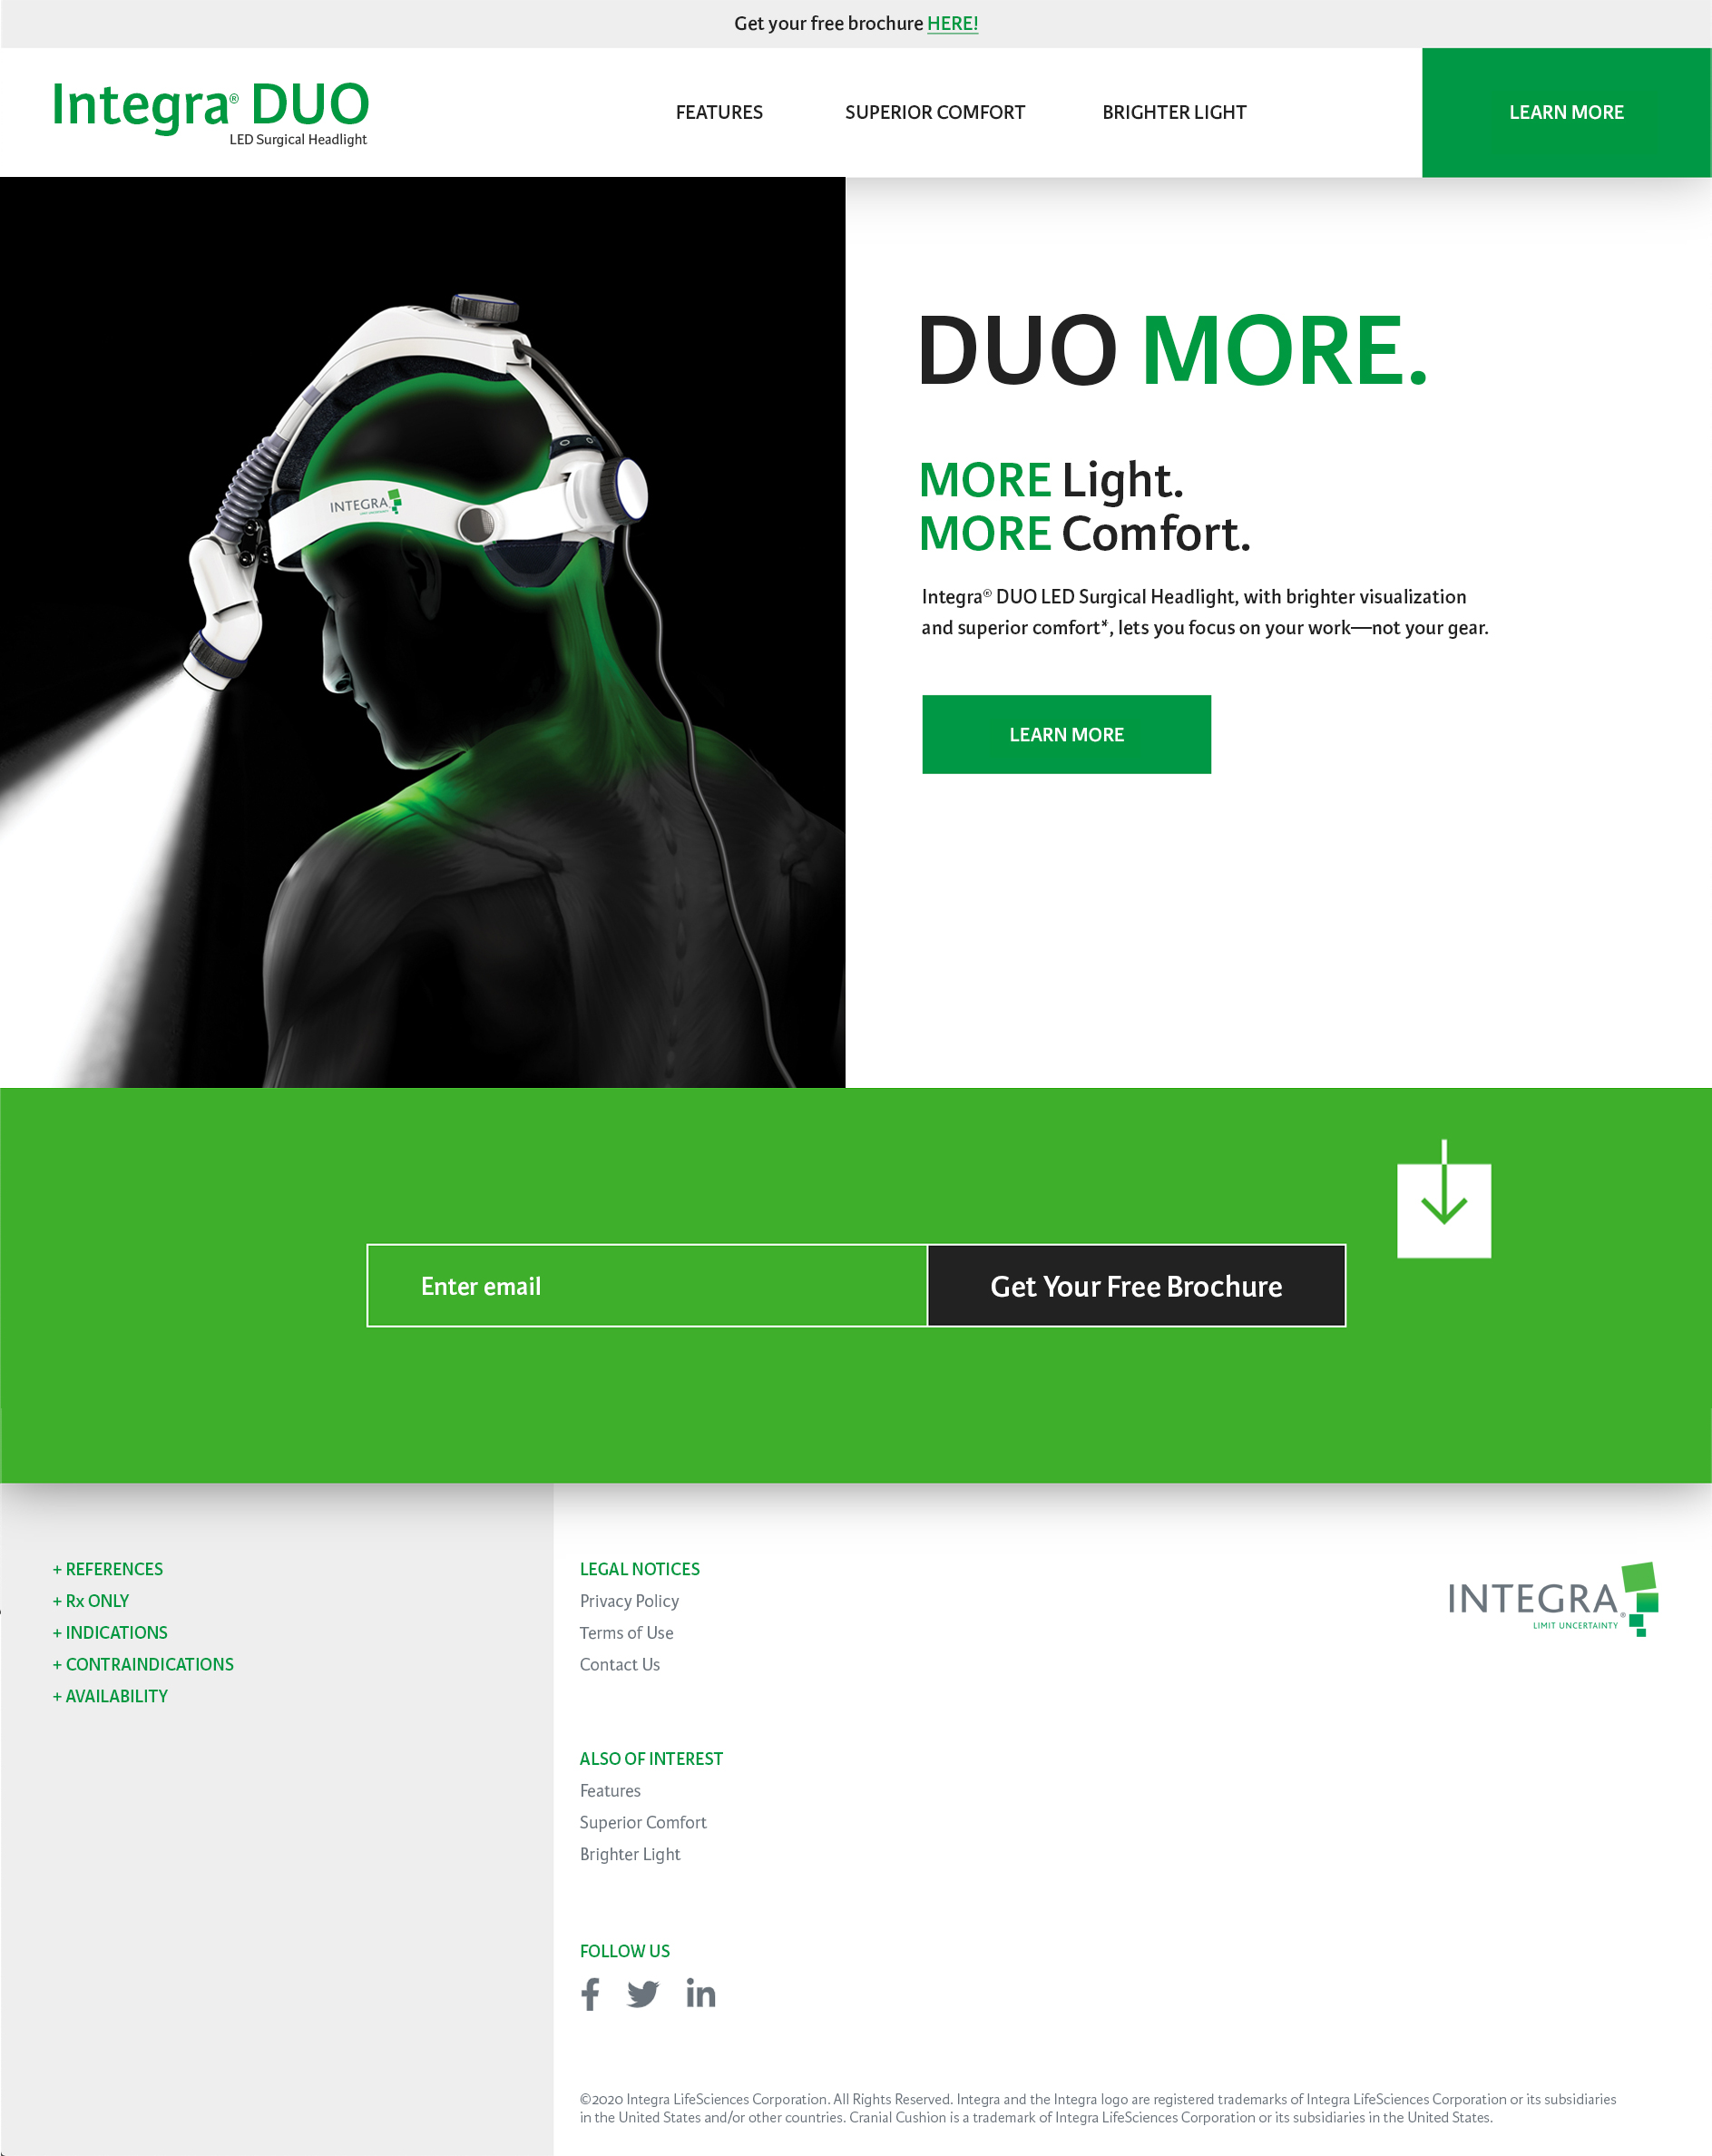 Get your free brochure HERE!
Integra® DUO
LED Surgical Headlight
FEATURES
SUPERIOR COMFORT
BRIGHTER LIGHT
LEARN MORE
INTEGRA
LIMIT UNCERTAINTY
DUO MORE.
MORE Light.
MORE Comfort.
Integra® DUO LED Surgical Headlight, with brighter visualization
and superior comfort*, lets you focus on your work—not your gear.
LEARN MORE
Enter email
Get Your Free Brochure
+ REFERENCES
+ Rx ONLY
+ INDICATIONS
+ CONTRAINDICATIONS
+ AVAILABILITY
LEGAL NOTICES
Privacy Policy
Terms of Use
Contact Us
ALSO OF INTEREST
Features
Superior Comfort
Brighter Light
FOLLOW US
INTEGRA®
LIMIT UNCERTAINTY
©2020 Integra LifeSciences Corporation. All Rights Reserved. Integra and the Integra logo are registered trademarks of Integra LifeSciences Corporation or its subsidiaries
in the United States and/or other countries. Cranial Cushion is a trademark of Integra LifeSciences Corporation or its subsidiaries in the United States.